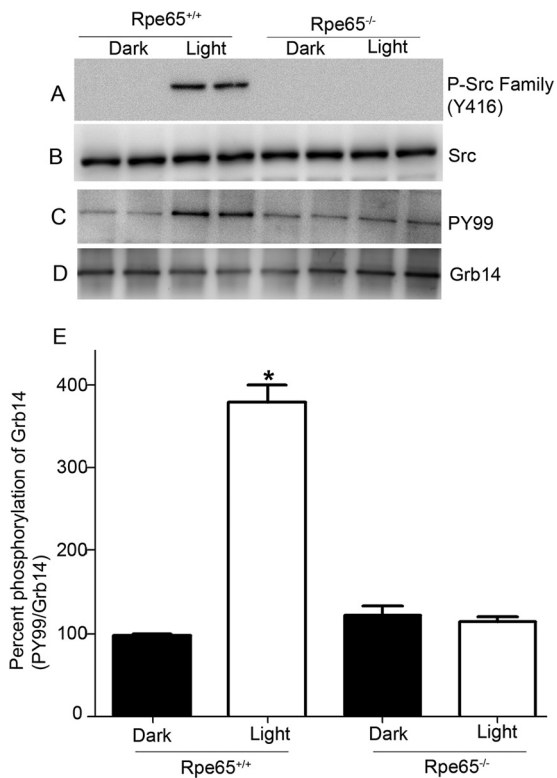 Rpe65+/+ Rpe65-/-
Dark Light Dark Light
A P-Src Family
(Y416)
B Src
C PY99
D Grb14
E
Percent phosphorylation of Grb14
(PY99/Grb14)
400
300
200
100
0
*
Dark Light Dark Light
Rpe65+/+ Rpe65-/-